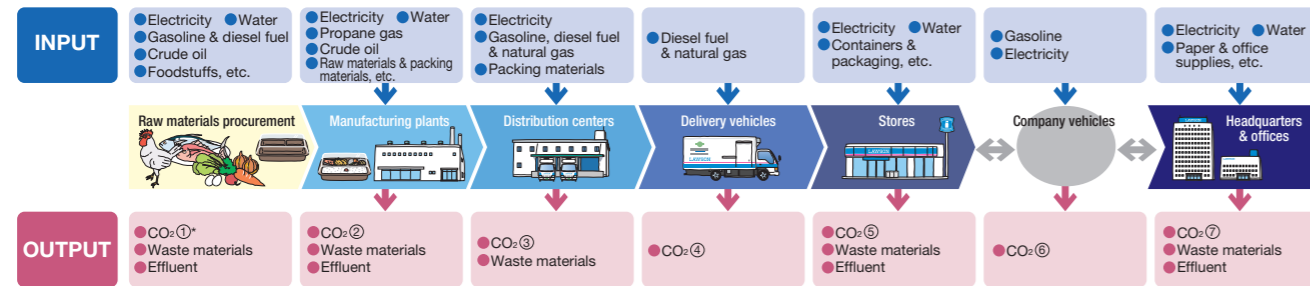 INPUT
Electricity Water
Gasoline & diesel fuel
Crude oil
Foodstuffs, etc.
Electricity Water
Propane gas
Crude oil
Raw materials & packing
materials, etc.
Electricity
Gasoline, diesel fuel
& natural gas
Packing materials
Diesel fuel
& natural gas
Electricity Water
Containers &
packaging, etc.
Gasoline
Electricity
Electricity Water
Paper & office
supplies, etc.
Raw materials procurement
Manufacturing plants
Distribution centers
Delivery vehicles
Stores
Company vehicles
Headquarters
& offices
LAWSON
LAWSON
OUTPUT
CO₂①*
Waste materials
Effluent
CO₂②
Waste materials
Effluent
CO₂③
Waste materials
CO₂④
CO₂⑤
Waste materials
Effluent
CO₂⑥
CO₂⑦
Waste materials
Effluent